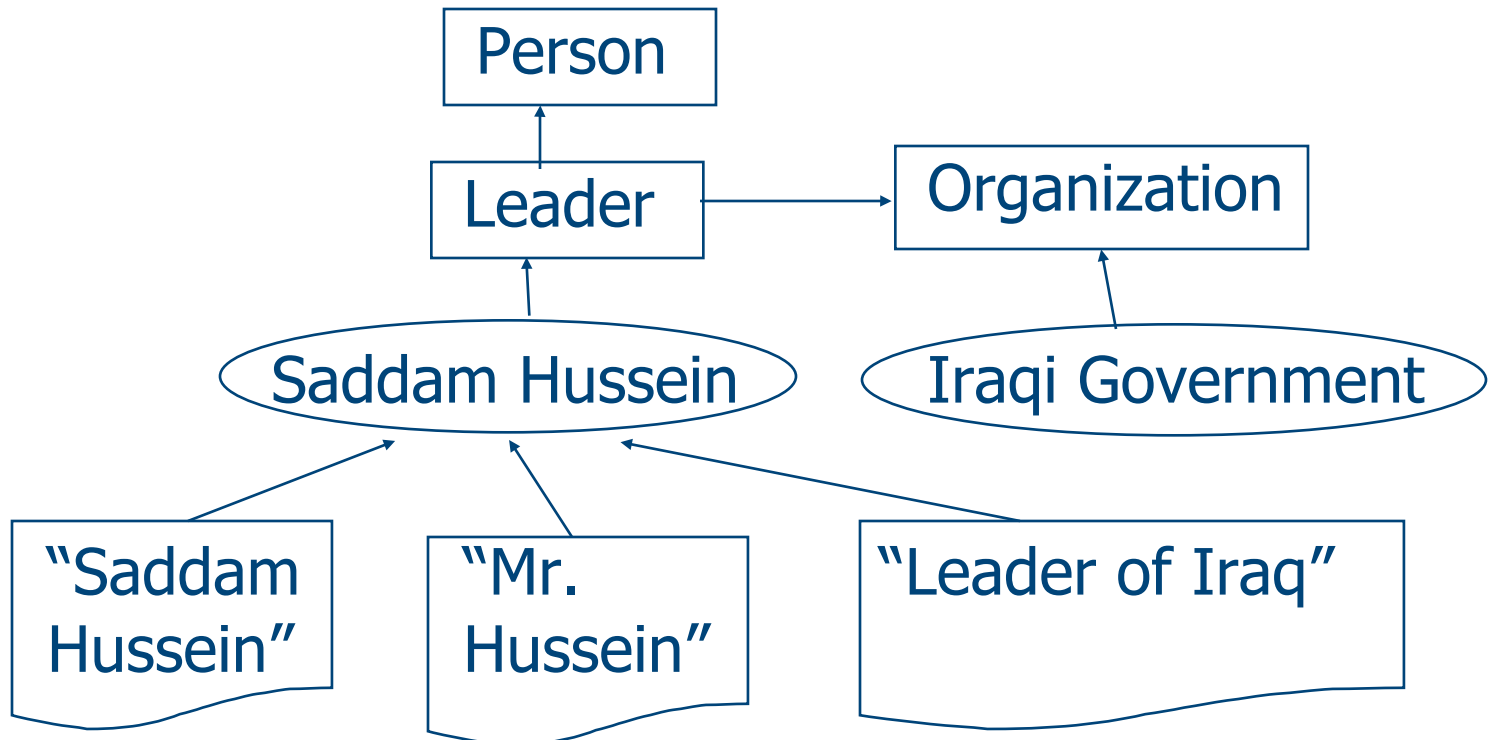 Person
Leader
Organization
Saddam Hussein
Iraqi Government
“Saddam
Hussein”
“Mr.
Hussein”
“Leader of Iraq”